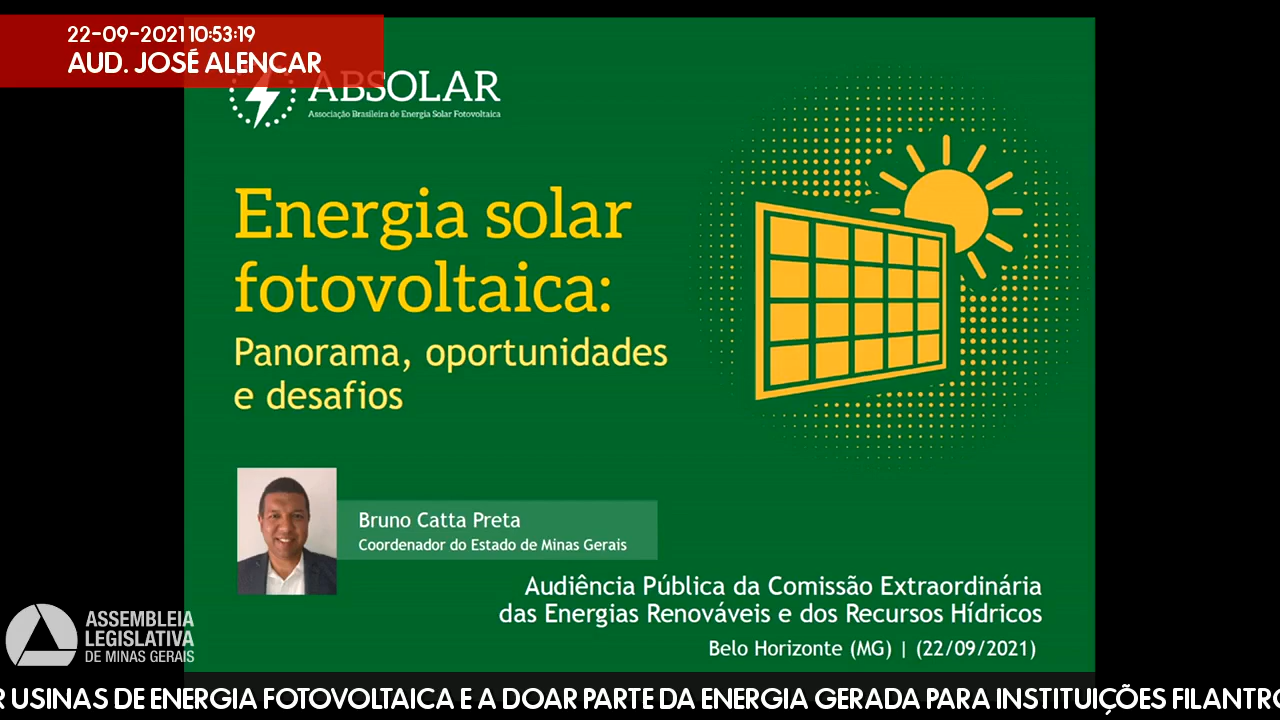 22-09-2021 10:53:19
AUD. JOSÉ ALENCAR
ABSOLAR
Associação Brasileira de Energia Solar Fotovoltaica
Energia solar
fotovoltaica:
Panorama, oportunidades
e desafios
Bruno Catta Preta
Coordenador do Estado de Minas Gerais
Audiência Pública da Comissão Extraordinária
das Energias Renováveis e dos Recursos Hídricos
Belo Horizonte (MG) | (22/09/2021)
ASSEMBLEIA
LEGISLATIVA
DE MINAS GERAIS
R USINAS DE ENERGIA FOTOVOLTAICA E A DOAR PARTE DA ENERGIA GERADA PARA INSTITUIÇÕES FILANTRO